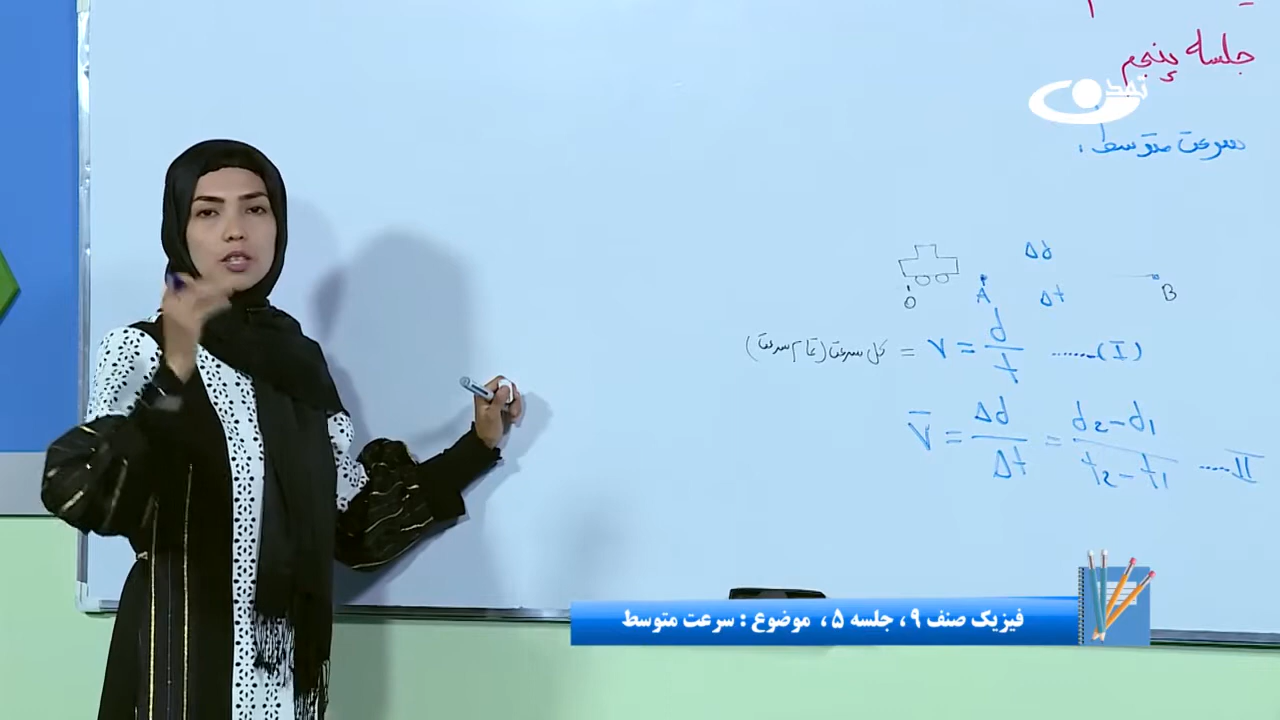 جلسه پنجم
تمدن
سرعت متوسط:
Δd
O A Δt B
(I) ...... v = d/t = کل سرعت (تمام سرعت)
v̄ = Δd/Δt = d₂-d₁/t₂-t₁ ..... II
فیزیک صنف ۹، جلسه ۵، موضوع : سرعت متوسط